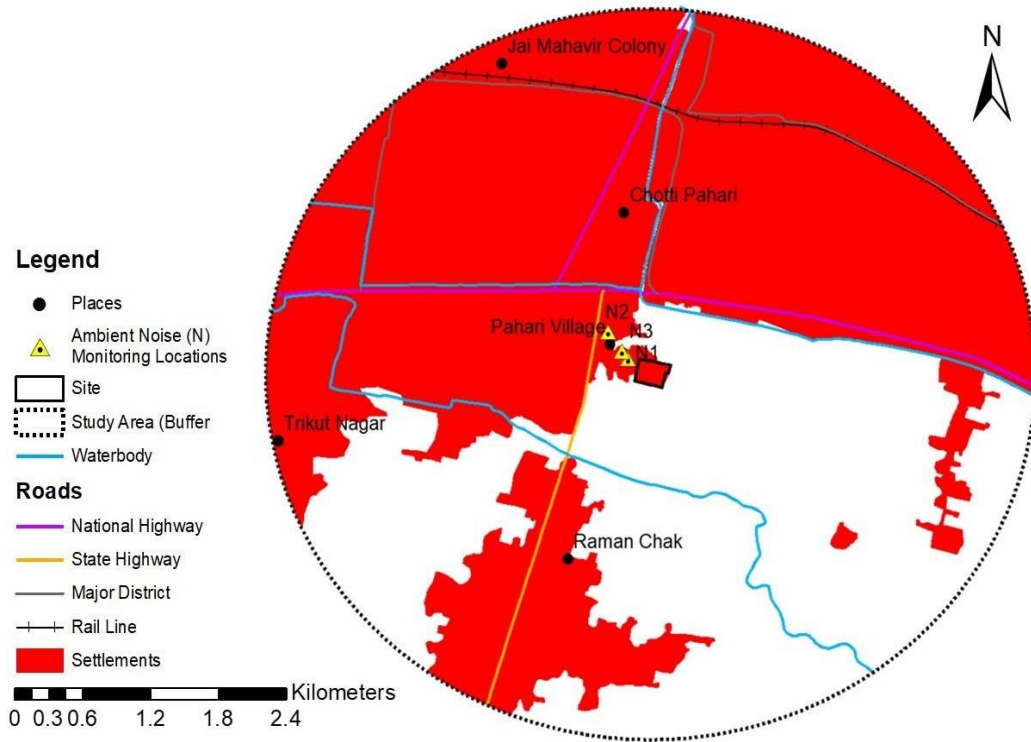 Jai Mahavir Colony
N
Chotti Pahari
N2
Pahari Village
N3
N1
Trikut Nagar
Raman Chak
Legend
Places
Ambient Noise (N)
Monitoring Locations
Site
Study Area (Buffer
Waterbody
Roads
National Highway
State Highway
Major District
Rail Line
Settlements
Kilometers
0 0.3 0.6 1.2 1.8 2.4